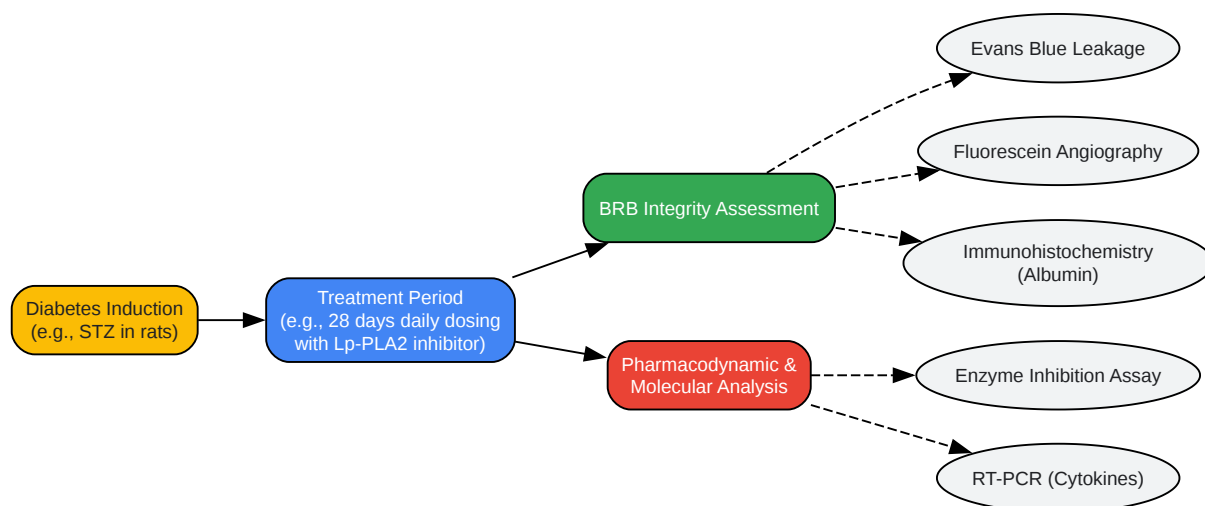 Diabetes Induction
(e.g., STZ in rats)
Treatment Period
(e.g., 28 days daily dosing
with Lp-PLA2 inhibitor)
BRB Integrity Assessment
Pharmacodynamic &
Molecular Analysis
Evans Blue Leakage
Fluorescein Angiography
Immunohistochemistry
(Albumin)
Enzyme Inhibition Assay
RT-PCR (Cytokines)